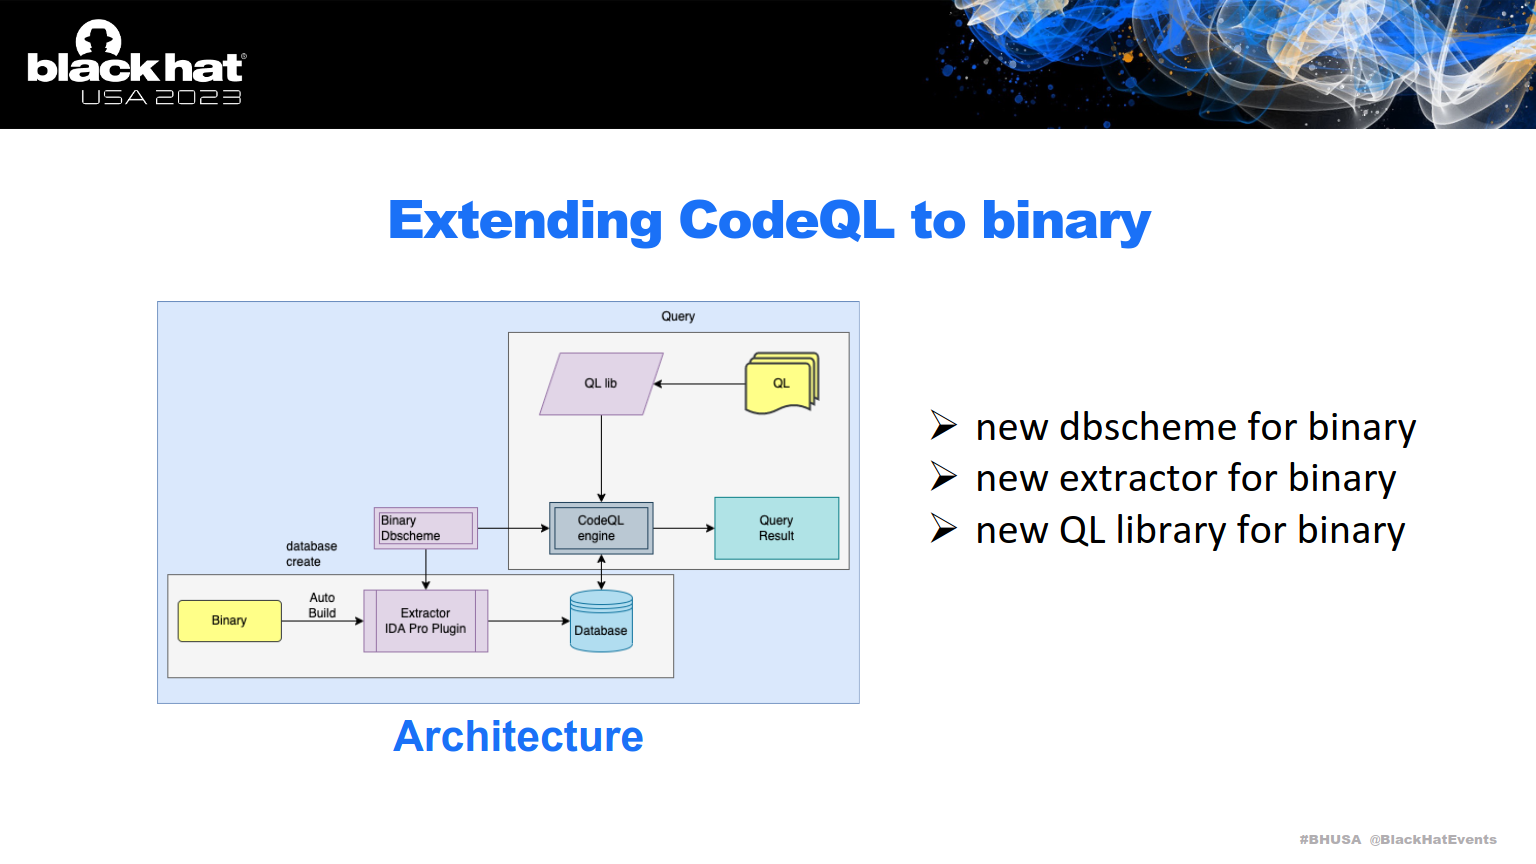 black hat®
USA 2023
Extending CodeQL to binary
Query
QL lib
QL
Binary
Dbscheme
CodeQL
engine
Query
Result
database
create
Binary
Auto
Build
Extractor
IDA Pro Plugin
Database
Architecture
➢ new dbscheme for binary
➢ new extractor for binary
➢ new QL library for binary
#BHUSA @BlackHatEvents